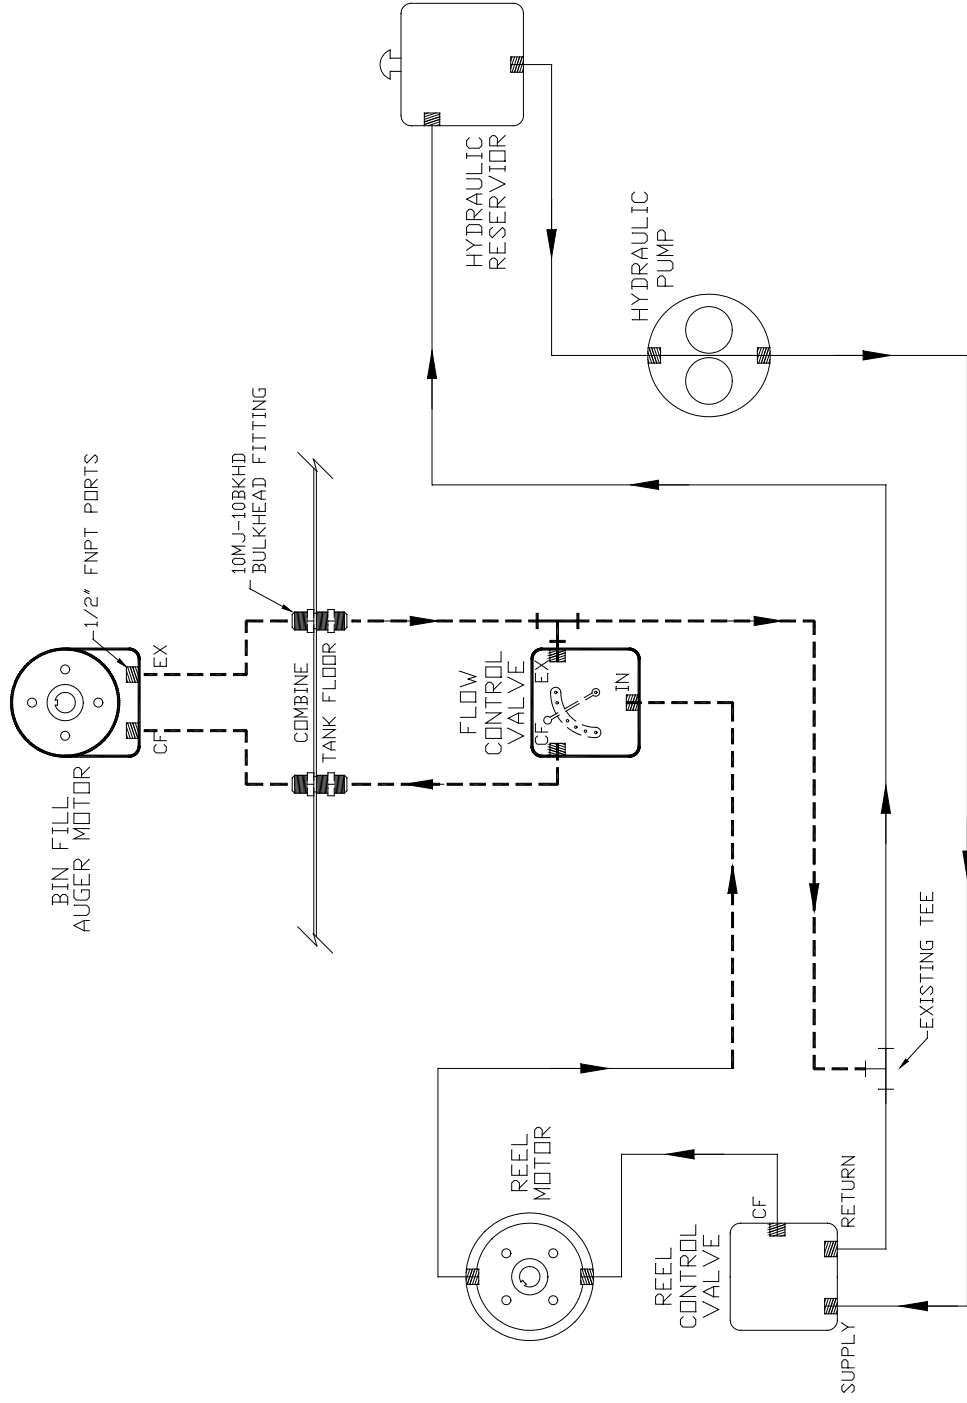 BIN FILL
AUGER MOTOR
CF
EX
1/2" FNPT PORTS
10MJ-10BKHD
BULKHEAD FITTING
COMBINE
TANK FLOOR
FLOW
CONTROL
VALVE
CF
EX
IN
HYDRAULIC
RESERVIOR
HYDRAULIC
PUMP
REEL
MOTOR
REEL
CONTROL
VALVE
CF
SUPPLY
RETURN
EXISTING TEE